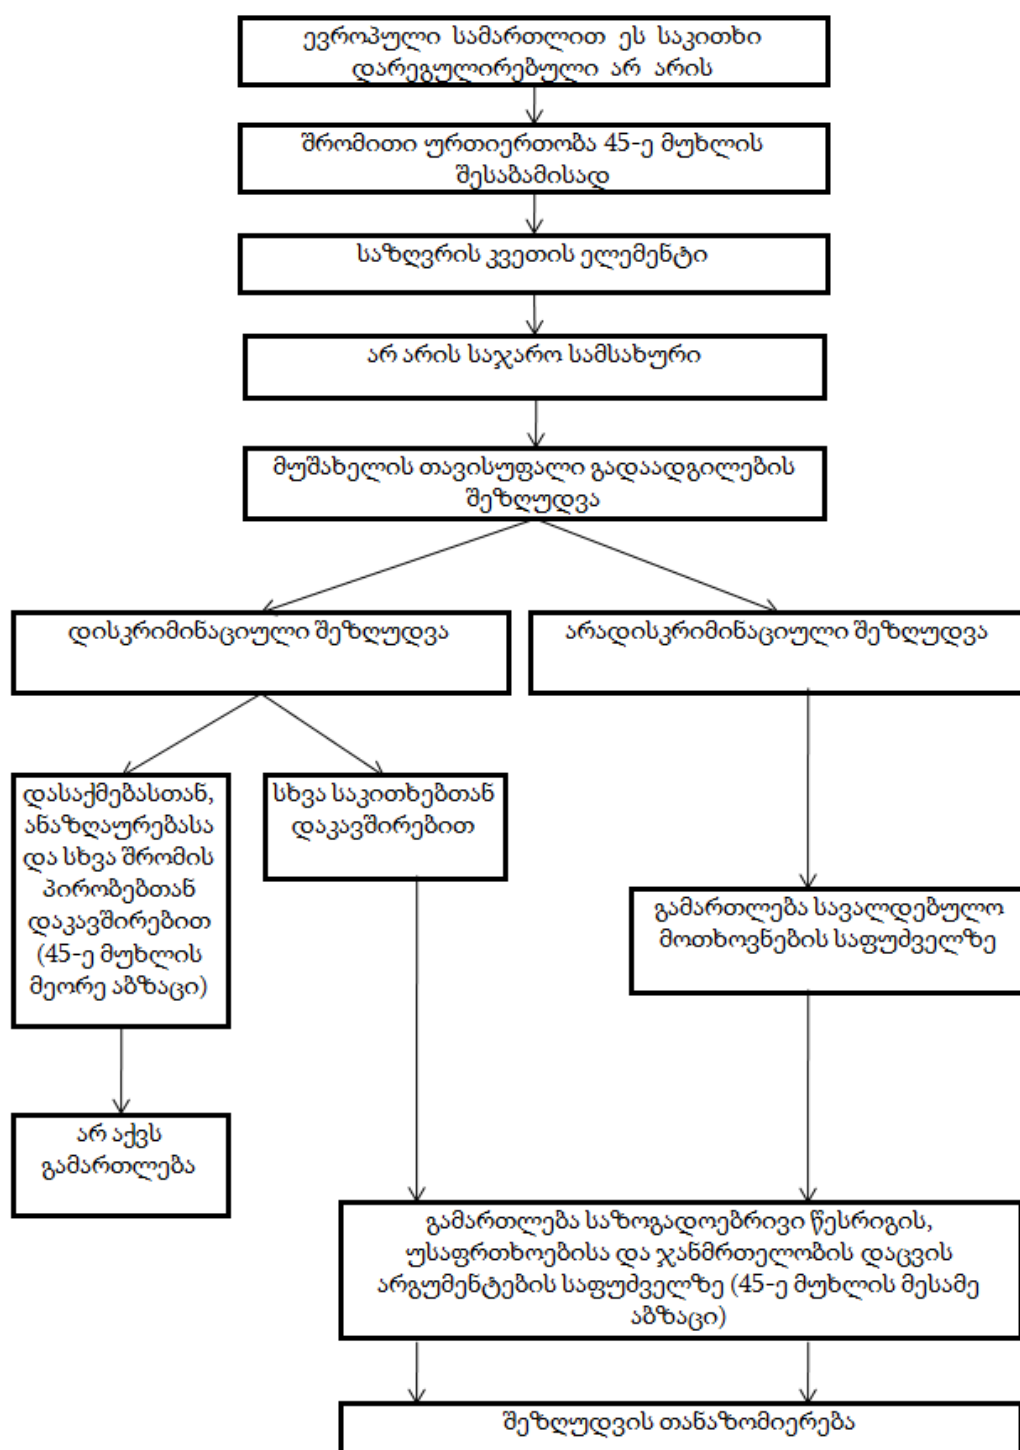 ევროპული სამართლით ეს საკითხი
დარეგულირებული არ არის
შრომითი ურთიერთობა 45-ე მუხლის
შესაბამისად
საზღვრის კვეთის ელემენტი
არ არის საჯარო სამსახური
მუშახელის თავისუფალი გადაადგილების
შეზღუდვა
დისკრიმინაციული შეზღუდვა
არადისკრიმინაციული შეზღუდვა
დასაქმებასთან,
ანაზღაურებასა
და სხვა შრომის
პირობებთან
დაკავშირებით
(45-ე მუხლის
მეორე აბზაცი)
სხვა საკითხებთან
დაკავშირებით
გამართლება სავალდებულო
მოთხოვნების საფუძველზე
არ აქვს
გამართლება
გამართლება საზოგადოებრივი წესრიგის,
უსაფრთხოებისა და ჯანმრთელობის დაცვის
არგუმენტების საფუძველზე (45-ე მუხლის მესამე
აბზაცი)
შეზღუდვის თანაზომიერება